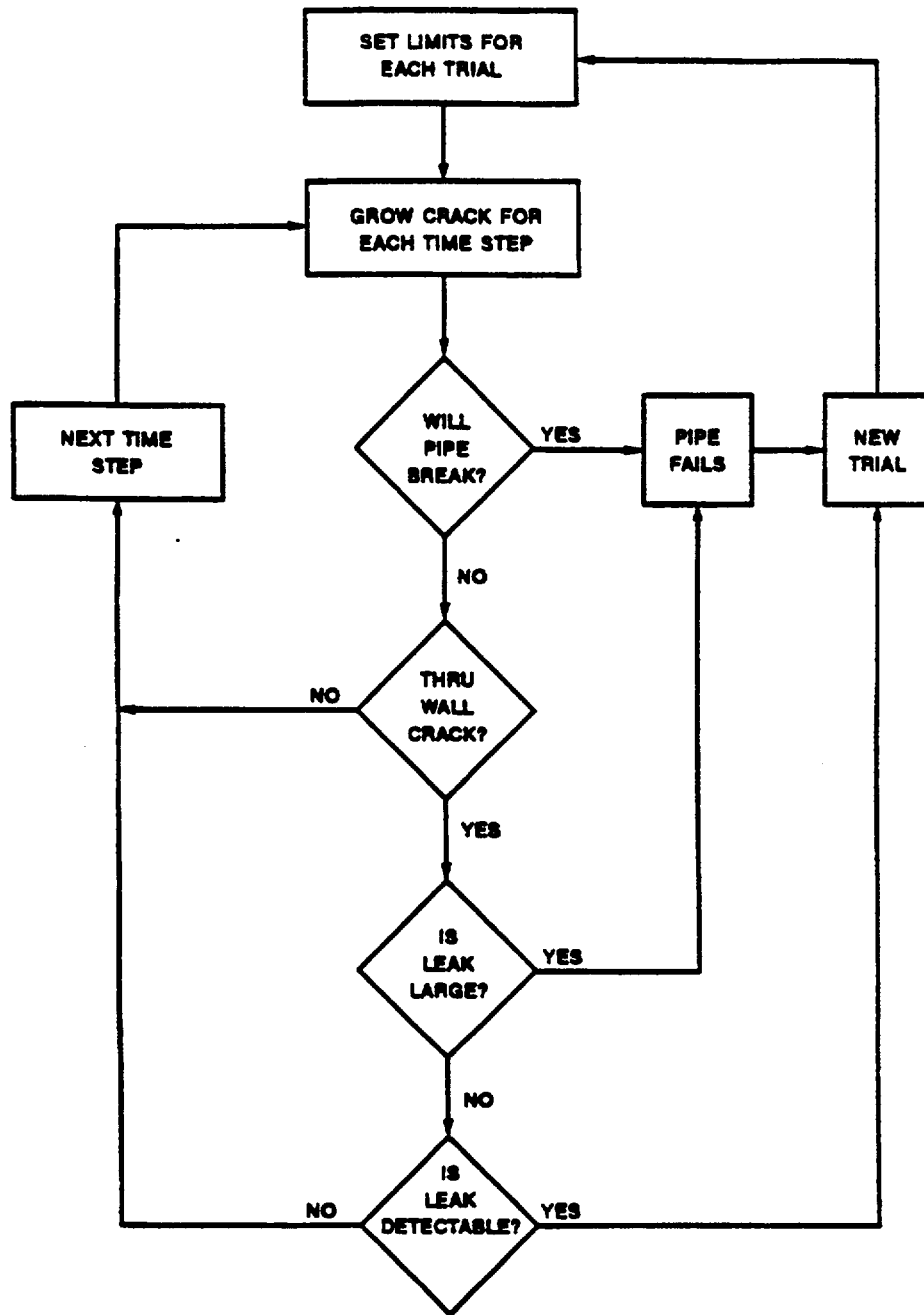 SET LIMITS FOR
EACH TRIAL
GROW CRACK FOR
EACH TIME STEP
NEXT TIME
STEP
WILL
PIPE
BREAK?
YES
PIPE
FAILS
NEW
TRIAL
NO
THRU
WALL
CRACK?
NO
YES
IS
LEAK
LARGE?
YES
NO
IS
LEAK
DETECTABLE?
NO
YES